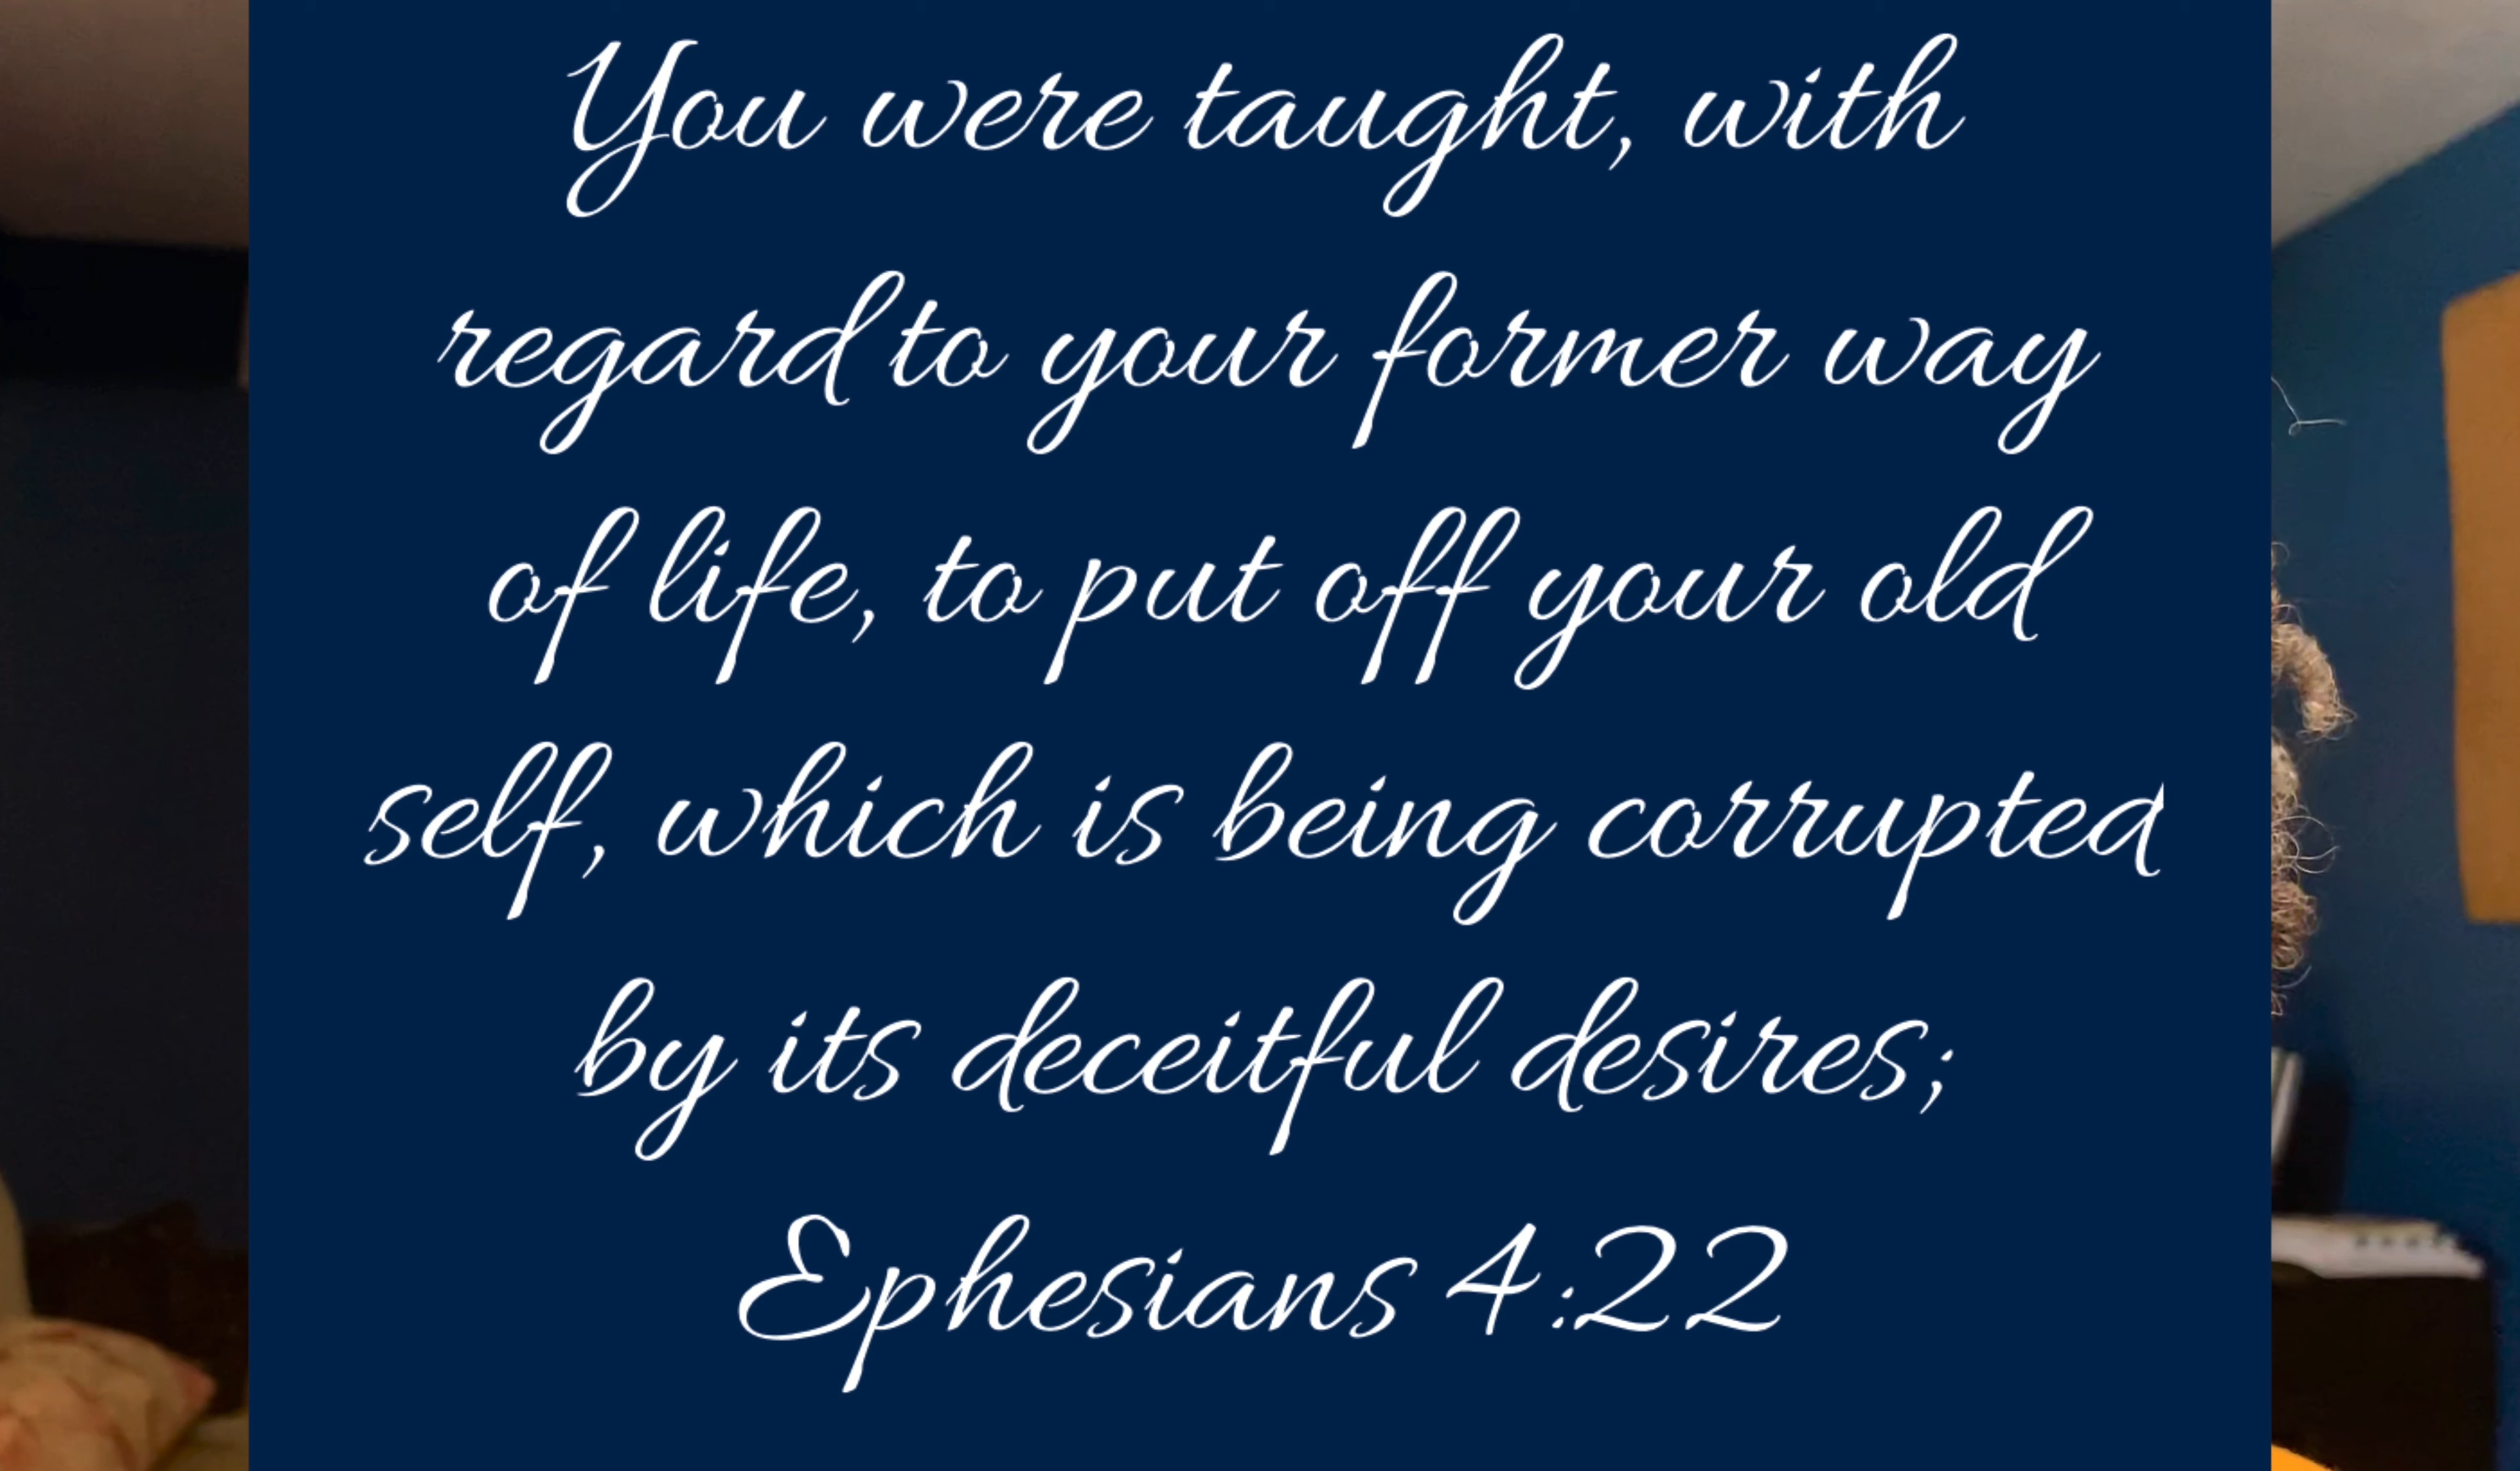 You were taught, with
regard to your former way
of life, to put off your old
self, which is being corrupted
by its deceitful desires;
Ephesians 4:22